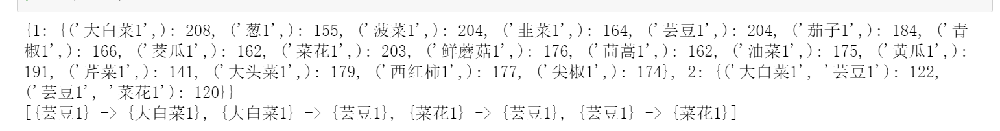 {1: {('大白菜1',): 208, ('葱1',): 155, ('菠菜1',): 204, ('韭菜1',): 164, ('芸豆1',): 204, ('茄子1',): 184, ('青
椒1',): 166, ('茭瓜1',): 162, ('菜花1',): 203, ('鲜蘑菇1',): 176, ('茼蒿1',): 162, ('油菜1',): 175, ('黄瓜1',):
191, ('芹菜1',): 141, ('大头菜1',): 179, ('西红柿1',): 177, ('尖椒1',): 174}, 2: {('大白菜1', '芸豆1'): 122,
('芸豆1', '菜花1'): 120}}
[{芸豆1} -> {大白菜1}, {大白菜1} -> {芸豆1}, {菜花1} -> {芸豆1}, {芸豆1} -> {菜花1}]